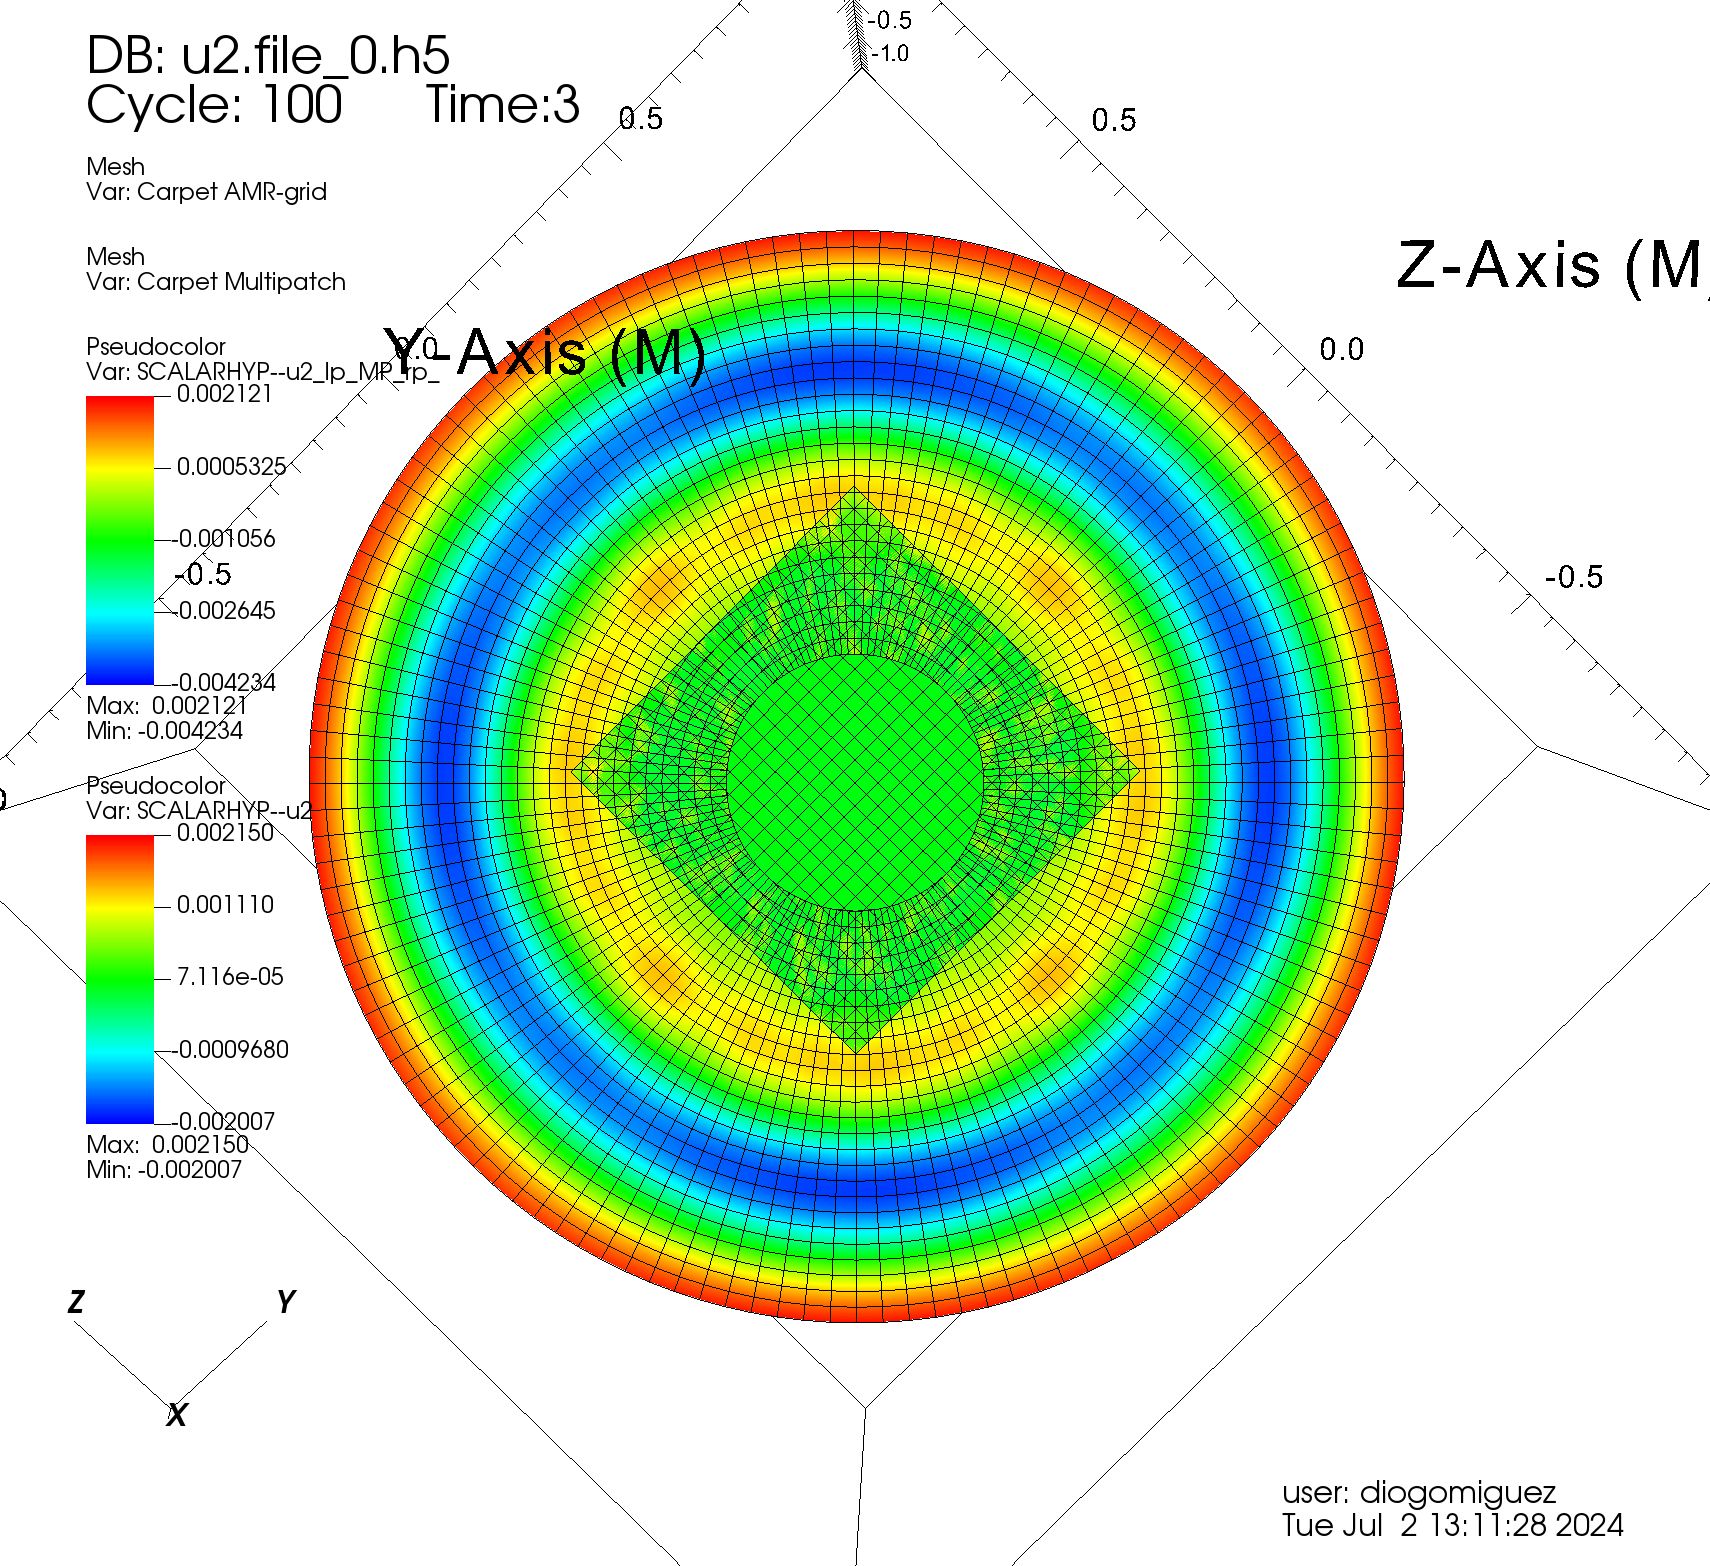 DB: u2.file_0.h5
Cycle: 100 Time:3
Mesh
Var: Carpet AMR-grid
Mesh
Var: Carpet Multipatch
Pseudocolor
Var: SCALARHYP--u2_lp_MP_rp_
0.002121
0.0005325
-0.001056
-0.002645
-0.004234
Max: 0.002121
Min: -0.004234
Pseudocolor
Var: SCALARHYP--u2
0.002150
0.001110
7.116e-05
-0.0009680
-0.002007
Max: 0.002150
Min: -0.002007
-0.5
-1.0
0.5
0.0
-0.5
Y-Axis (M)
0.5
0.0
-0.5
Z-Axis (M)
Z
Y
X
user: diogomiguez
Tue Jul 2 13:11:28 2024